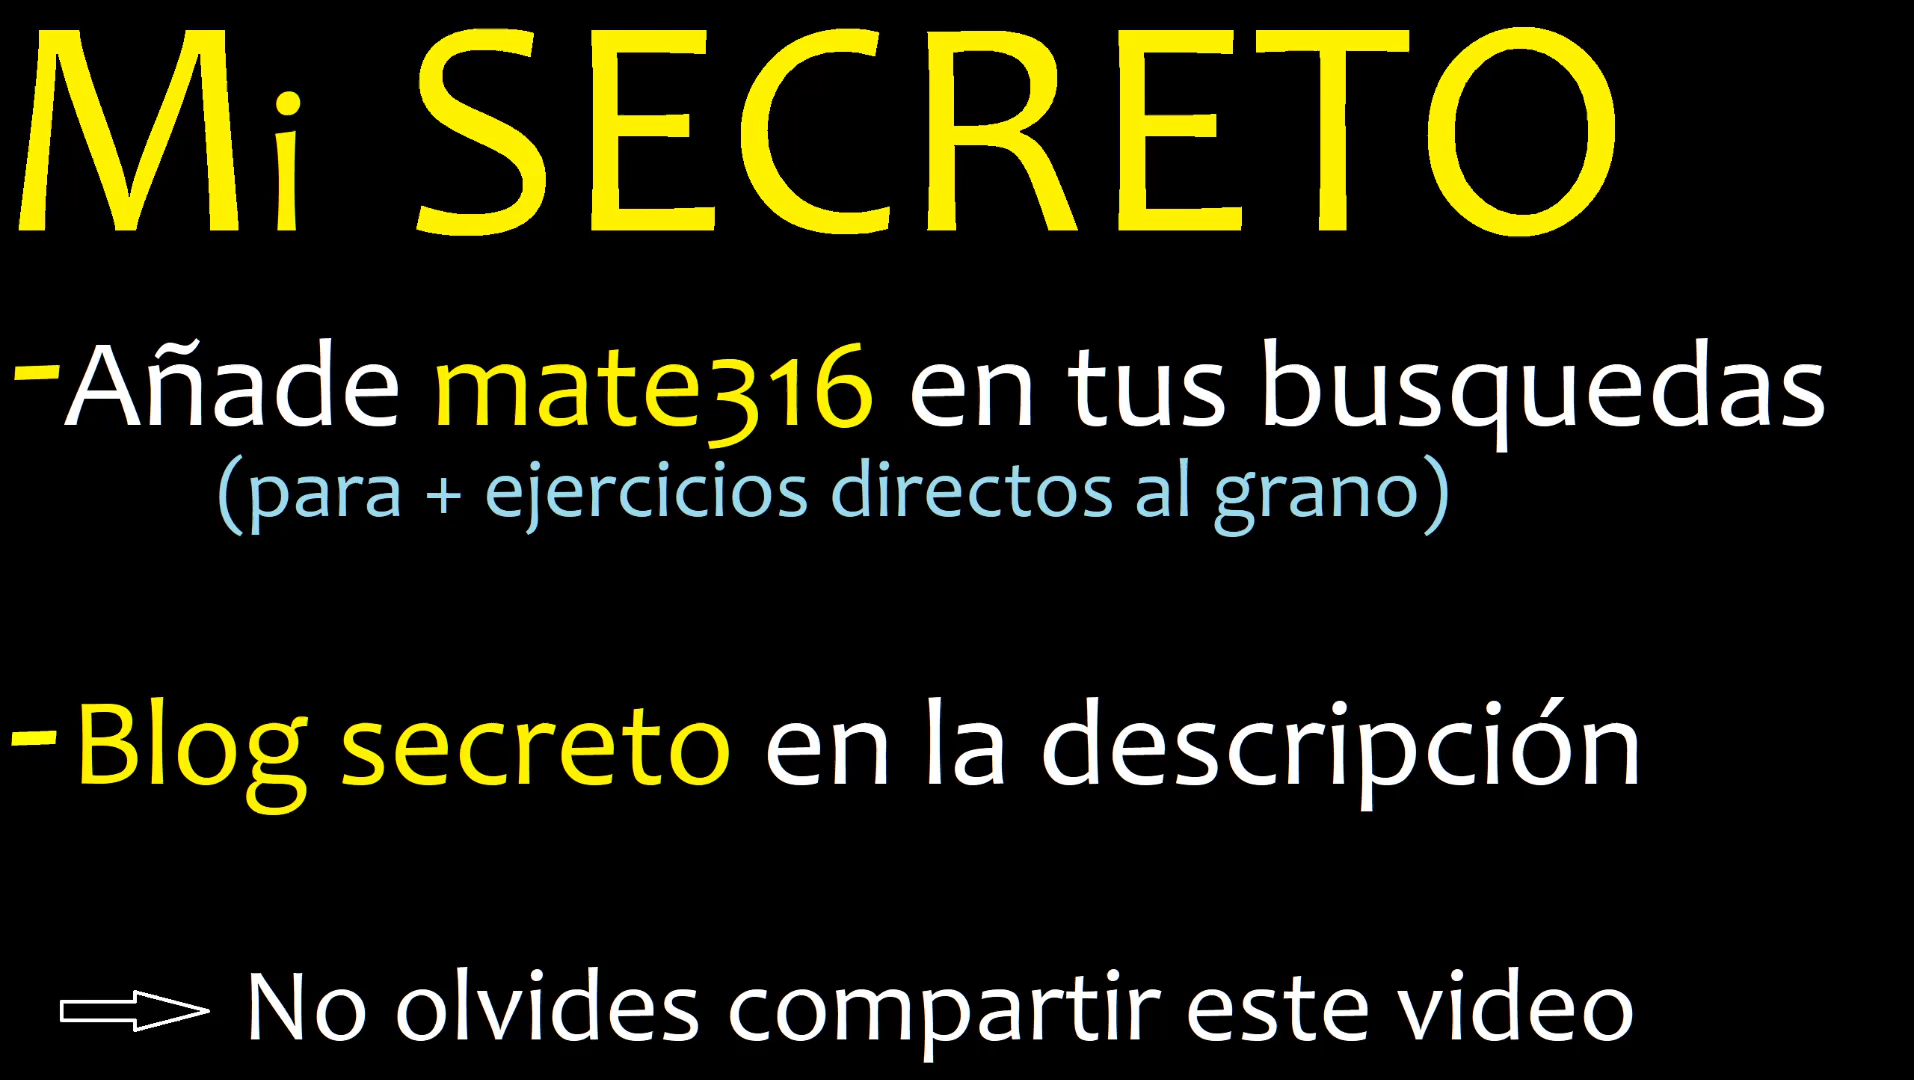 Mi SECRETO
-Añade mate316 en tus busquedas
(para + ejercicios directos al grano)
-Blog secreto en la descripción
No olvides compartir este video